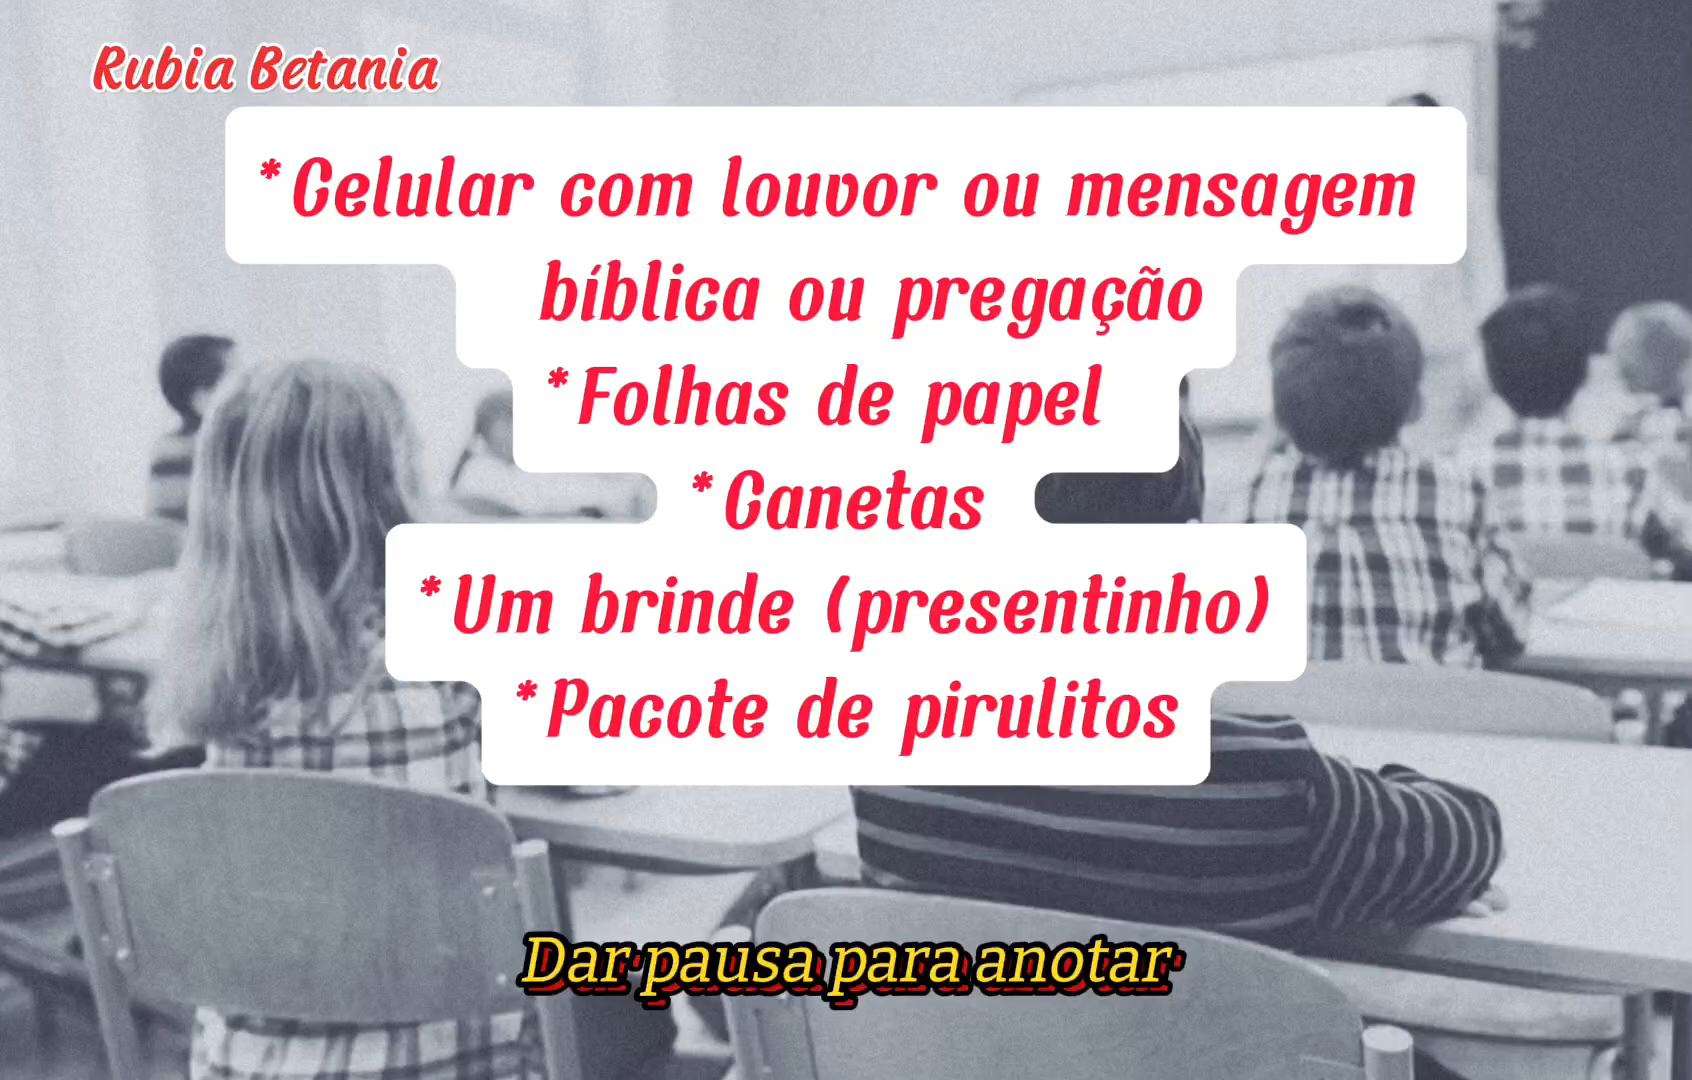 Rubia Betania
*Celular com louvor ou mensagem
bíblica ou pregação
*Folhas de papel
*Canetas
*Um brinde (presentinho)
*Pacote de pirulitos
Dar pausa para anotar